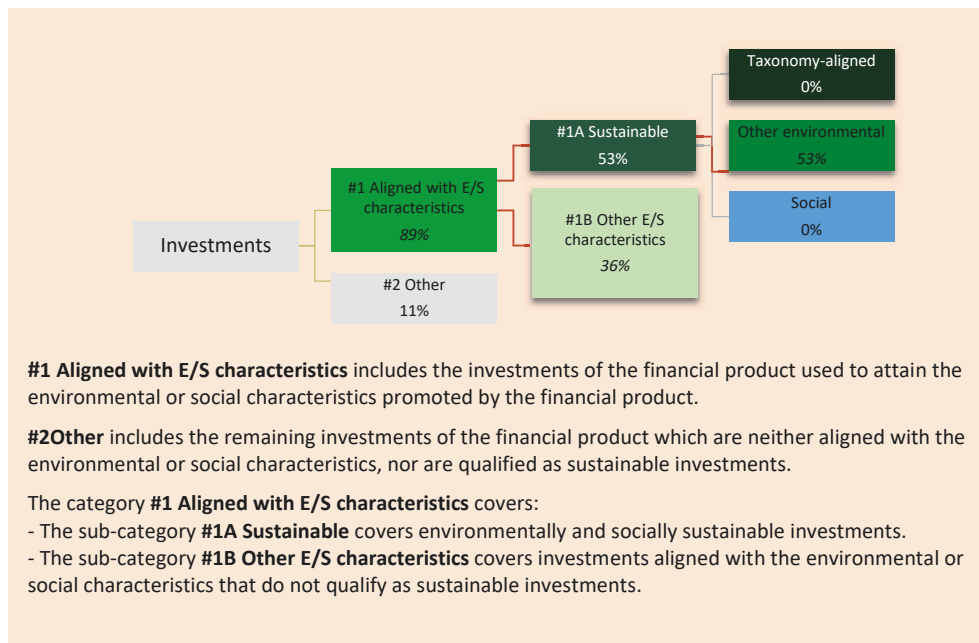 Taxonomy-aligned
0%
#1A Sustainable
53%
Other environmental
53%
#1 Aligned with E/S
characteristics
89%
#1B Other E/S
characteristics
36%
Social
0%
Investments
#2 Other
11%
#1 Aligned with E/S characteristics includes the investments of the financial product used to attain the
environmental or social characteristics promoted by the financial product.
#2Other includes the remaining investments of the financial product which are neither aligned with the
environmental or social characteristics, nor are qualified as sustainable investments.
The category #1 Aligned with E/S characteristics covers:
- The sub-category #1A Sustainable covers environmentally and socially sustainable investments.
- The sub-category #1B Other E/S characteristics covers investments aligned with the environmental or
social characteristics that do not qualify as sustainable investments.